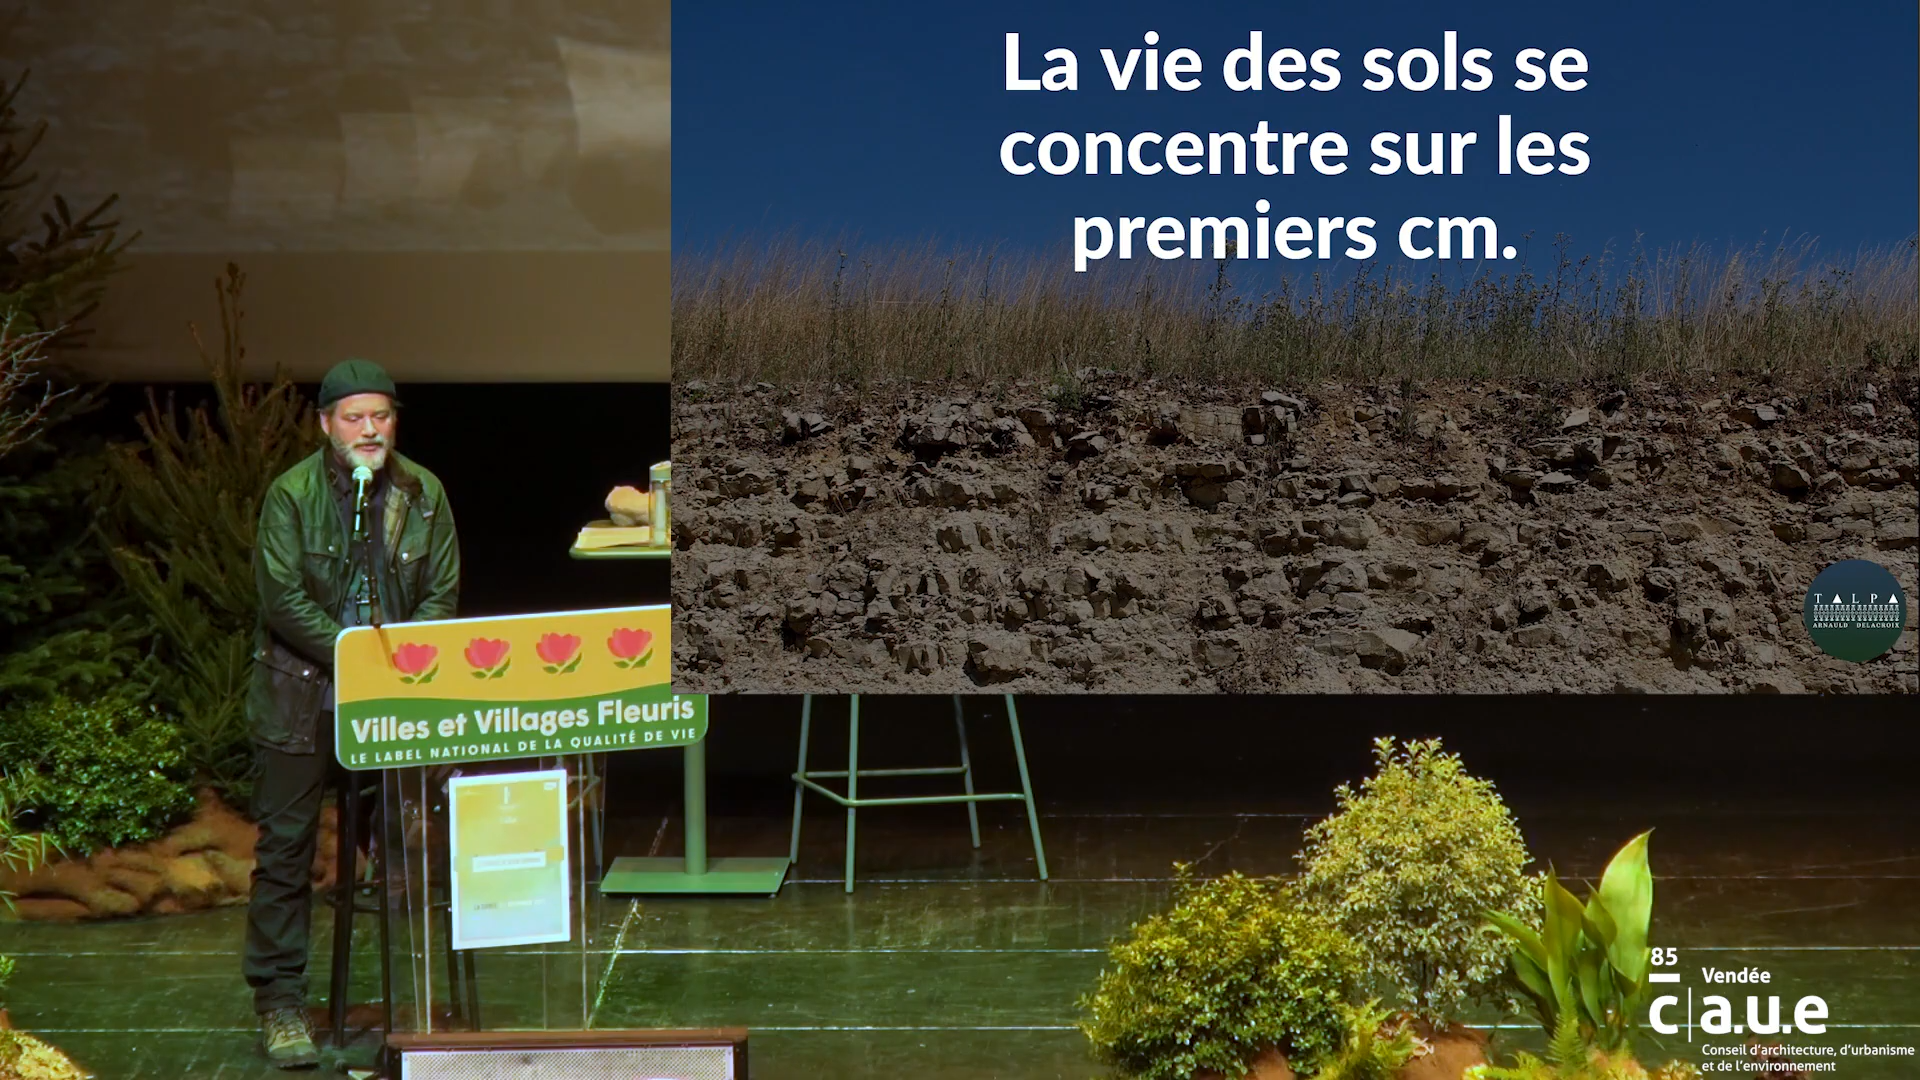 La vie des sols se
concentre sur les
premiers cm.
TALPA
ARNAULD DELACROIX
Villes et Villages Fleuris
LE LABEL NATIONAL DE LA QUALITÉ DE VIE
85
Vendée
c|a.u.e
Conseil d'architecture, d'urbanisme
et de l'environnement